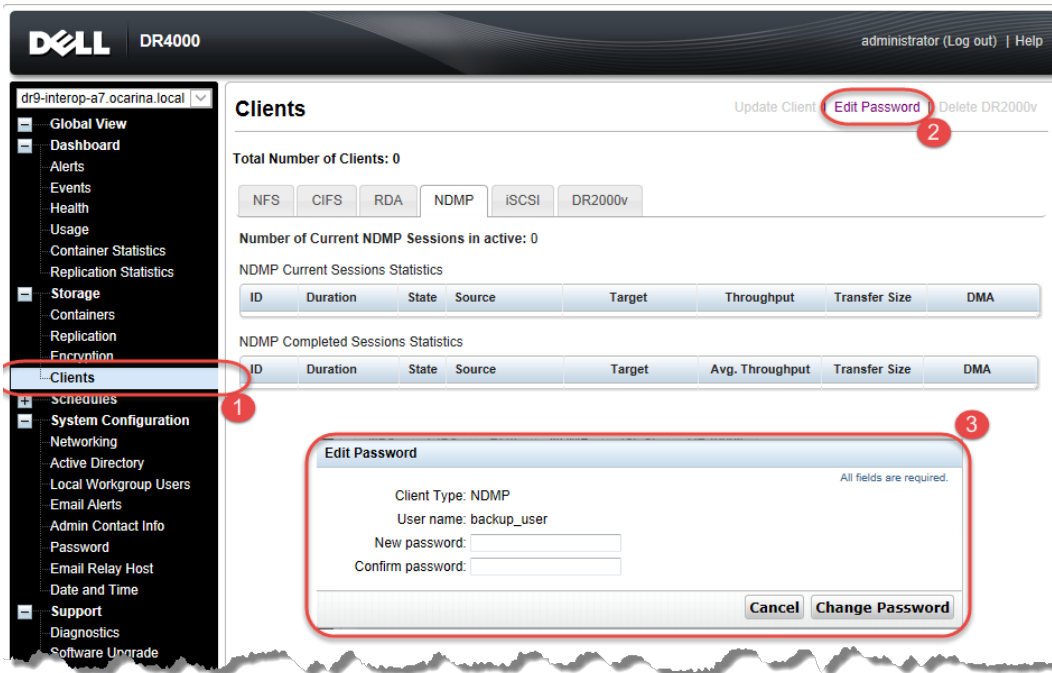 DELL DR4000 administrator (Log out) | Help
dr9-interop-a7.ocarina.local
Global View
Dashboard
Alerts
Events
Health
Usage
Container Statistics
Replication Statistics
Storage
Containers
Replication
Encryption
Clients
1
Schedules
System Configuration
Networking
Active Directory
Local Workgroup Users
Email Alerts
Admin Contact Info
Password
Email Relay Host
Date and Time
Support
Diagnostics
Software Upgrade
Clients
Update Client | Edit Password | Delete DR2000v
2
Total Number of Clients: 0
NFS CIFS RDA NDMP iSCSI DR2000v
Number of Current NDMP Sessions in active: 0
NDMP Current Sessions Statistics
ID Duration State Source Target Throughput Transfer Size DMA
NDMP Completed Sessions Statistics
ID Duration State Source Target Avg. Throughput Transfer Size DMA
3
Edit Password
All fields are required.
Client Type: NDMP
User name: backup_user
New password:
Confirm password:
Cancel Change Password